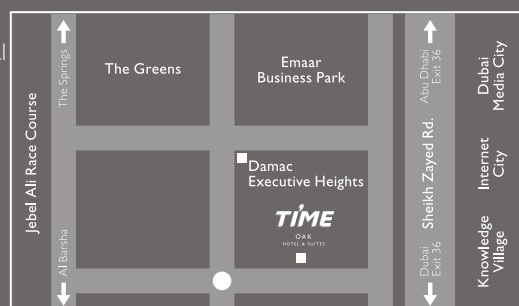 The Springs
The Greens
Emaar
Business Park
Abu Dhabi
Exit 36
Dubai
Media City
Jebel Ali Race Course
Damac
Executive Heights
Sheikh Zayed Rd.
Internet
City
TIME
OAK
HOTEL & SUITES
Al Barsha
Dubai
Exit 36
Knowledge
Village